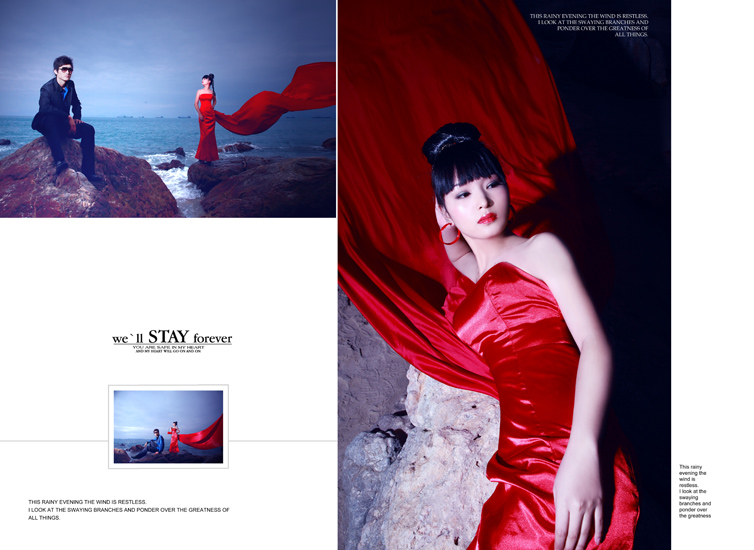 THIS RAINY EVENING THE WIND IS RESTLESS.
I LOOK AT THE SWAYING BRANCHES AND
PONDER OVER THE GREATNESS OF
ALL THINGS.
we`ll STAY forever
YOU ARE SAFE IN MY HEART
AND MY HEART WILL GO ON AND ON
THIS RAINY EVENING THE WIND IS RESTLESS.
I LOOK AT THE SWAYING BRANCHES AND PONDER OVER THE GREATNESS OF
ALL THINGS.
This rainy
evening the
wind is
restless.
I look at the
swaying
branches and
ponder over
the greatness